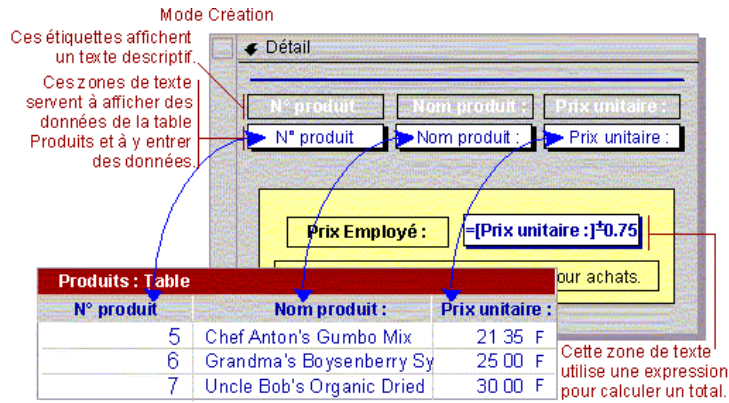 Mode Création
Ces étiquettes affichent
un texte descriptif.
Ces zones de texte
servent à afficher des
données de la table
Produits et à y entrer
des données.
Détail
N° produit Nom produit : Prix unitaire :
N° produit Nom produit : Prix unitaire :
Prix Employé : =[Prix unitaire :]*0.75
our achats.
Produits : Table
N° produit Nom produit : Prix unitaire :
5 Chef Anton's Gumbo Mix 21 35 F
6 Grandma's Boysenberry Sy 25 00 F
7 Uncle Bob's Organic Dried 30 00 F
Cette zone de texte
utilise une expression
pour calculer un total.